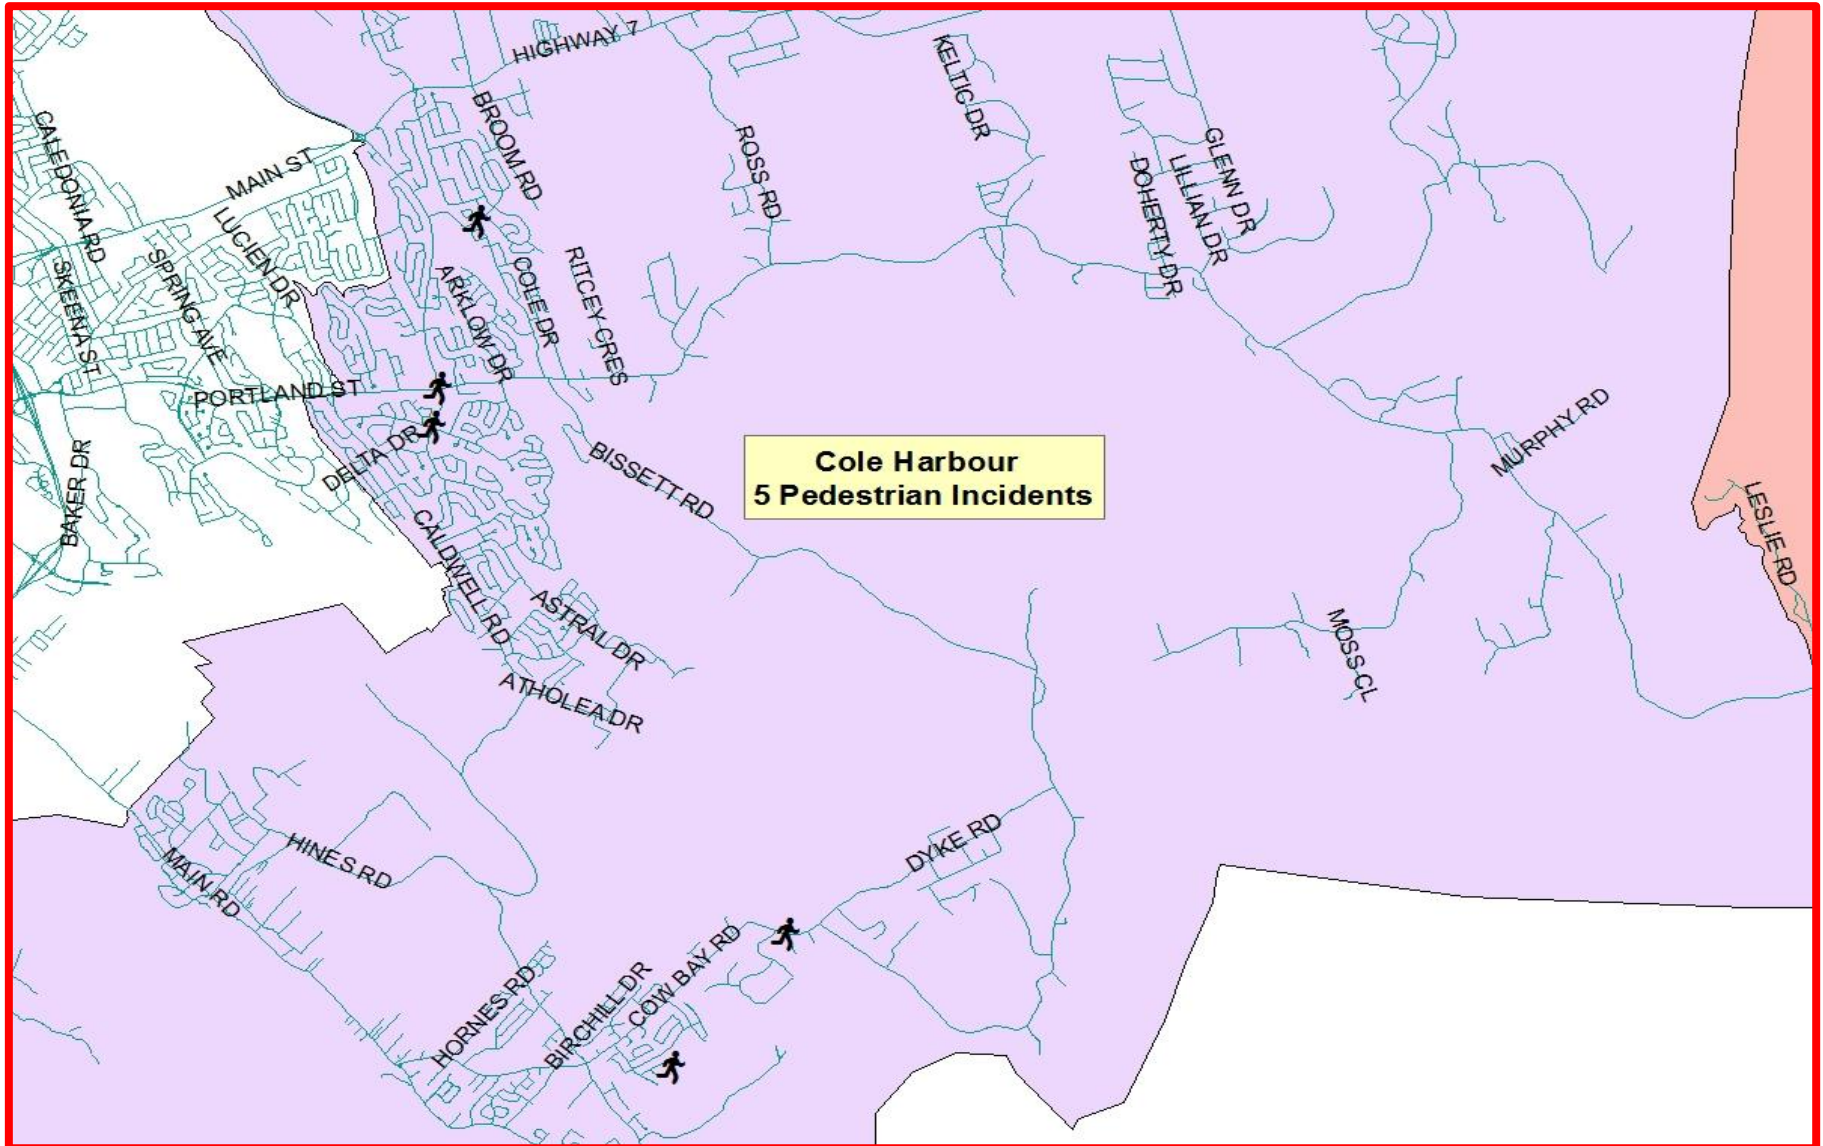 HIGHWAY 7
KELTIC DR
BROOM RD
CALEDONIA RD
MAIN ST
ROSS RD
GLENN DR
LILLIAN DR
DOHERTY DR
LUCIEN DR
SPRING AVE
SKEENA ST
ARKLOW DR
COLE DR
RITCEY CRES
PORTLAND ST
DELTA DR
BAKER DR
BISSETT RD
Cole Harbour
5 Pedestrian Incidents
MURPHY RD
LESLIE RD
CALDWELL RD
ASTRAL DR
ATHOLEA DR
MOSS CL
HINES RD
MAIN RD
DYKE RD
HORNES RD
BIRCHILL DR
COW BAY RD